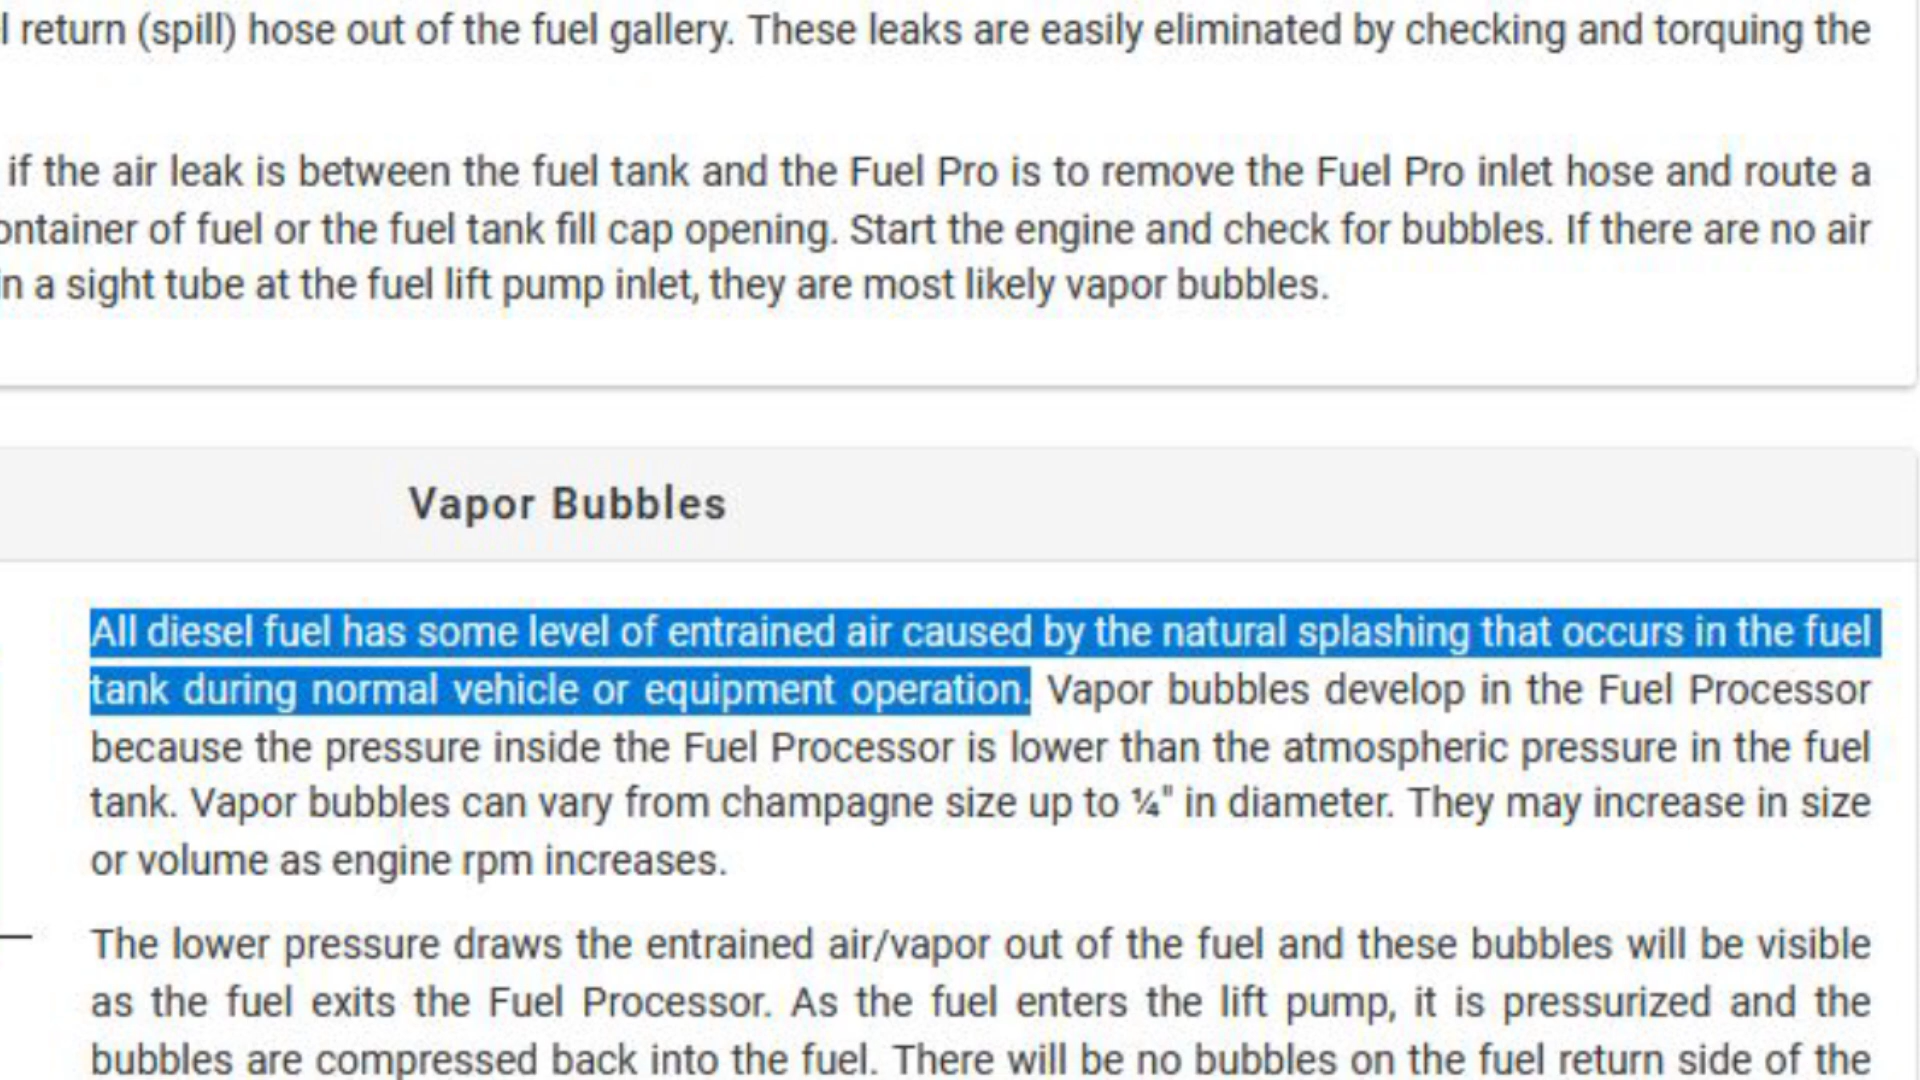 return (spill) hose out of the fuel gallery. These leaks are easily eliminated by checking and torquing the
if the air leak is between the fuel tank and the Fuel Pro is to remove the Fuel Pro inlet hose and route a
ontainer of fuel or the fuel tank fill cap opening. Start the engine and check for bubbles. If there are no air
in a sight tube at the fuel lift pump inlet, they are most likely vapor bubbles.
Vapor Bubbles
All diesel fuel has some level of entrained air caused by the natural splashing that occurs in the fuel
tank during normal vehicle or equipment operation. Vapor bubbles develop in the Fuel Processor
because the pressure inside the Fuel Processor is lower than the atmospheric pressure in the fuel
tank. Vapor bubbles can vary from champagne size up to ¼" in diameter. They may increase in size
or volume as engine rpm increases.
The lower pressure draws the entrained air/vapor out of the fuel and these bubbles will be visible
as the fuel exits the Fuel Processor. As the fuel enters the lift pump, it is pressurized and the
bubbles are compressed back into the fuel. There will be no bubbles on the fuel return side of the